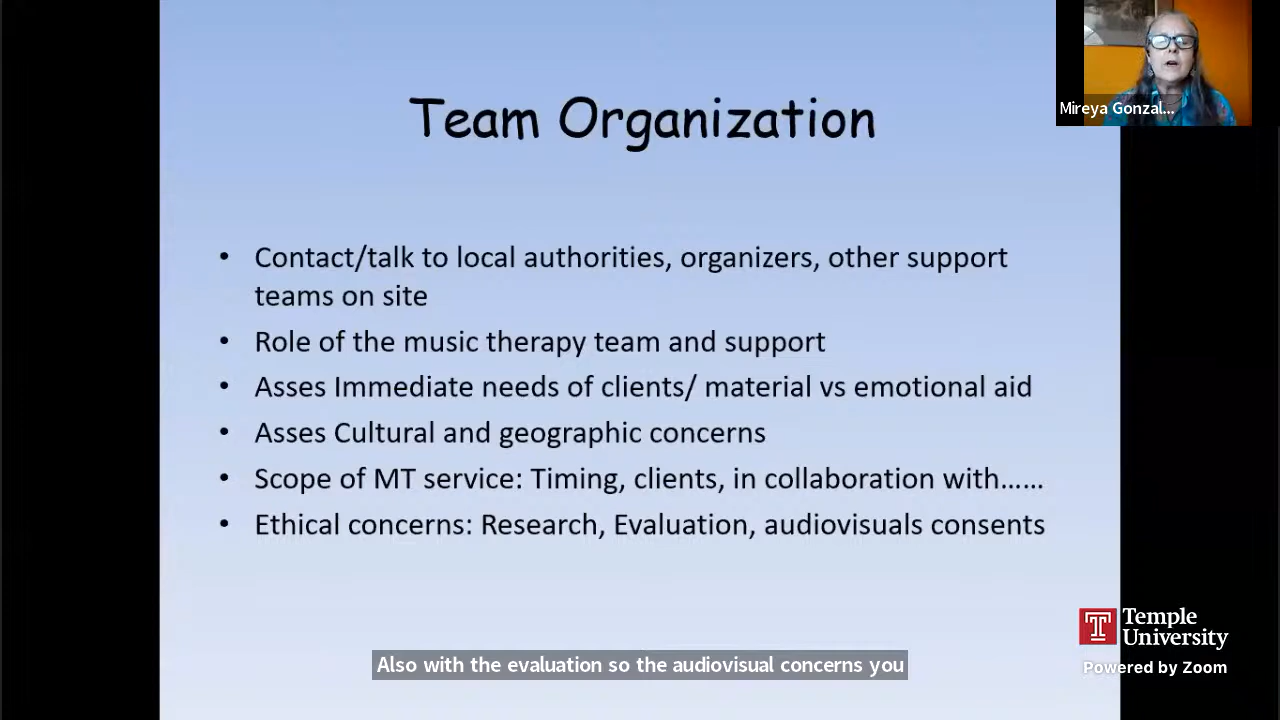 Team Organization
Mireya Gonzal...
• Contact/talk to local authorities, organizers, other support
teams on site
• Role of the music therapy team and support
• Asses Immediate needs of clients/ material vs emotional aid
• Asses Cultural and geographic concerns
• Scope of MT service: Timing, clients, in collaboration with……
• Ethical concerns: Research, Evaluation, audiovisuals consents
T Temple
University
Powered by Zoom
Also with the evaluation so the audiovisual concerns you